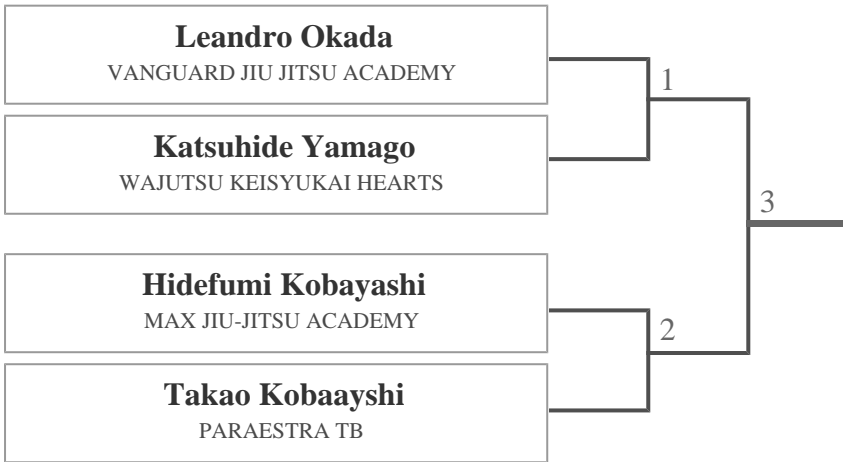 Leandro Okada
VANGUARD JIU JITSU ACADEMY
1
Katsuhide Yamago
WAJUTSU KEISYUKAI HEARTS
3
Hidefumi Kobayashi
MAX JIU-JITSU ACADEMY
2
Takao Kobaayshi
PARAESTRA TB